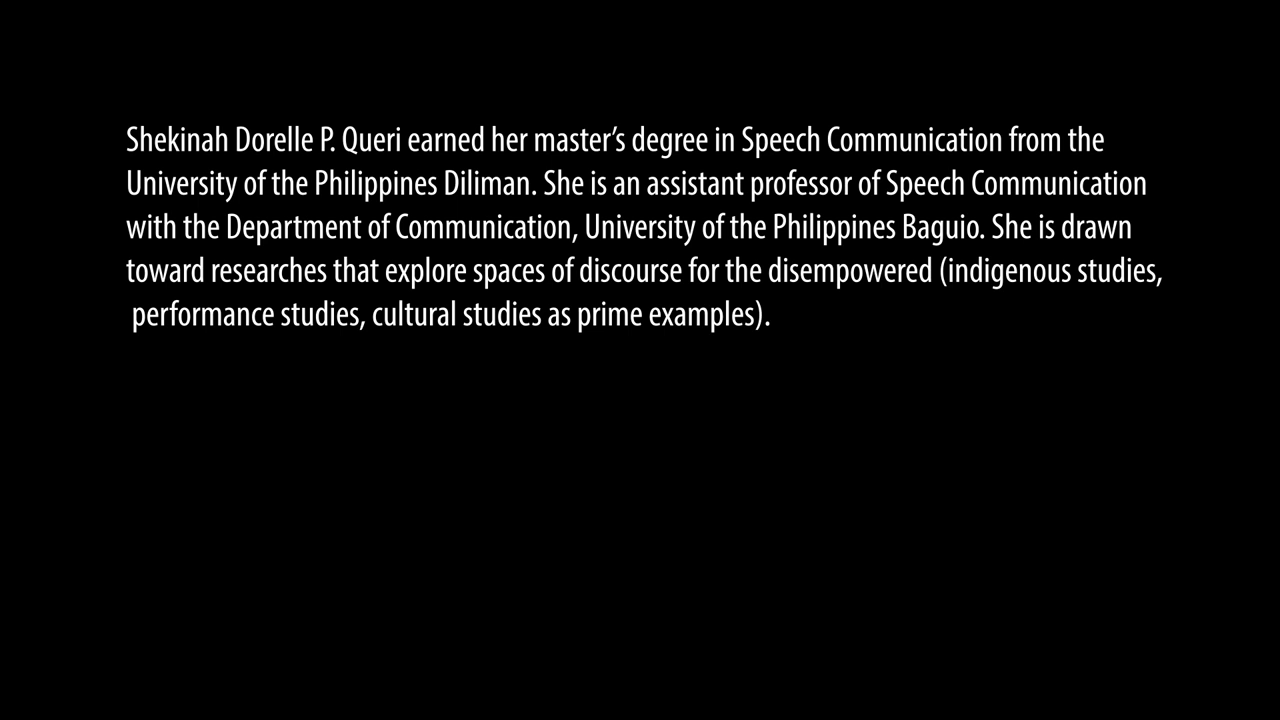 Shekinah Dorelle P. Queri earned her master’s degree in Speech Communication from the
University of the Philippines Diliman. She is an assistant professor of Speech Communication
with the Department of Communication, University of the Philippines Baguio. She is drawn
toward researches that explore spaces of discourse for the disempowered (indigenous studies,
performance studies, cultural studies as prime examples).